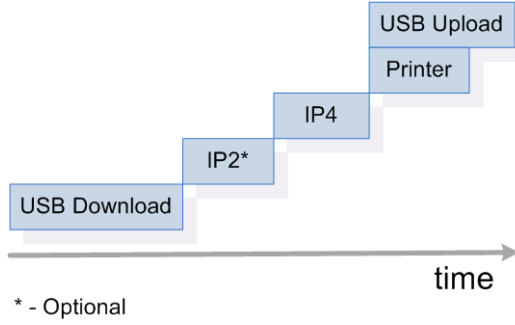 USB Upload
Printer
IP4
IP2*
USB Download
time
* - Optional